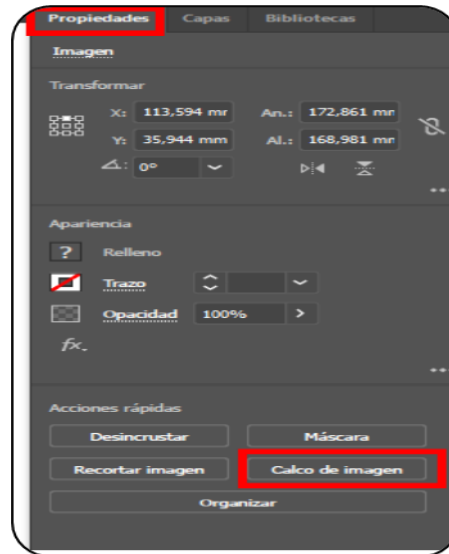 Propiedades Capas Bibliotecas
Imagen
Transformar
X: 113,594 mr An.: 172,861 mr
Y: 35,944 mm Al.: 168,981 mr
0°
Apariencia
? Relleno
Trazo
Opacidad 100%
fx.
Acciones rápidas
Desincrustar Máscara
Recortar imagen Calco de imagen
Organizar